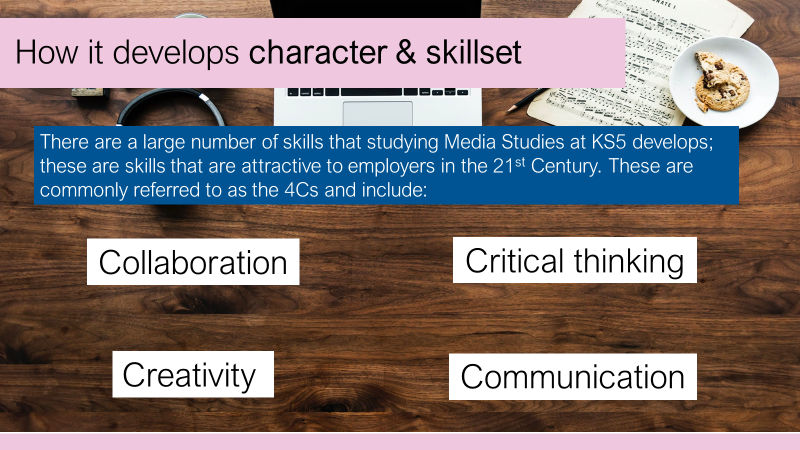 How it develops character & skillset
There are a large number of skills that studying Media Studies at KS5 develops;
these are skills that are attractive to employers in the 21st Century. These are
commonly referred to as the 4Cs and include:
Collaboration
Critical thinking
Creativity
Communication